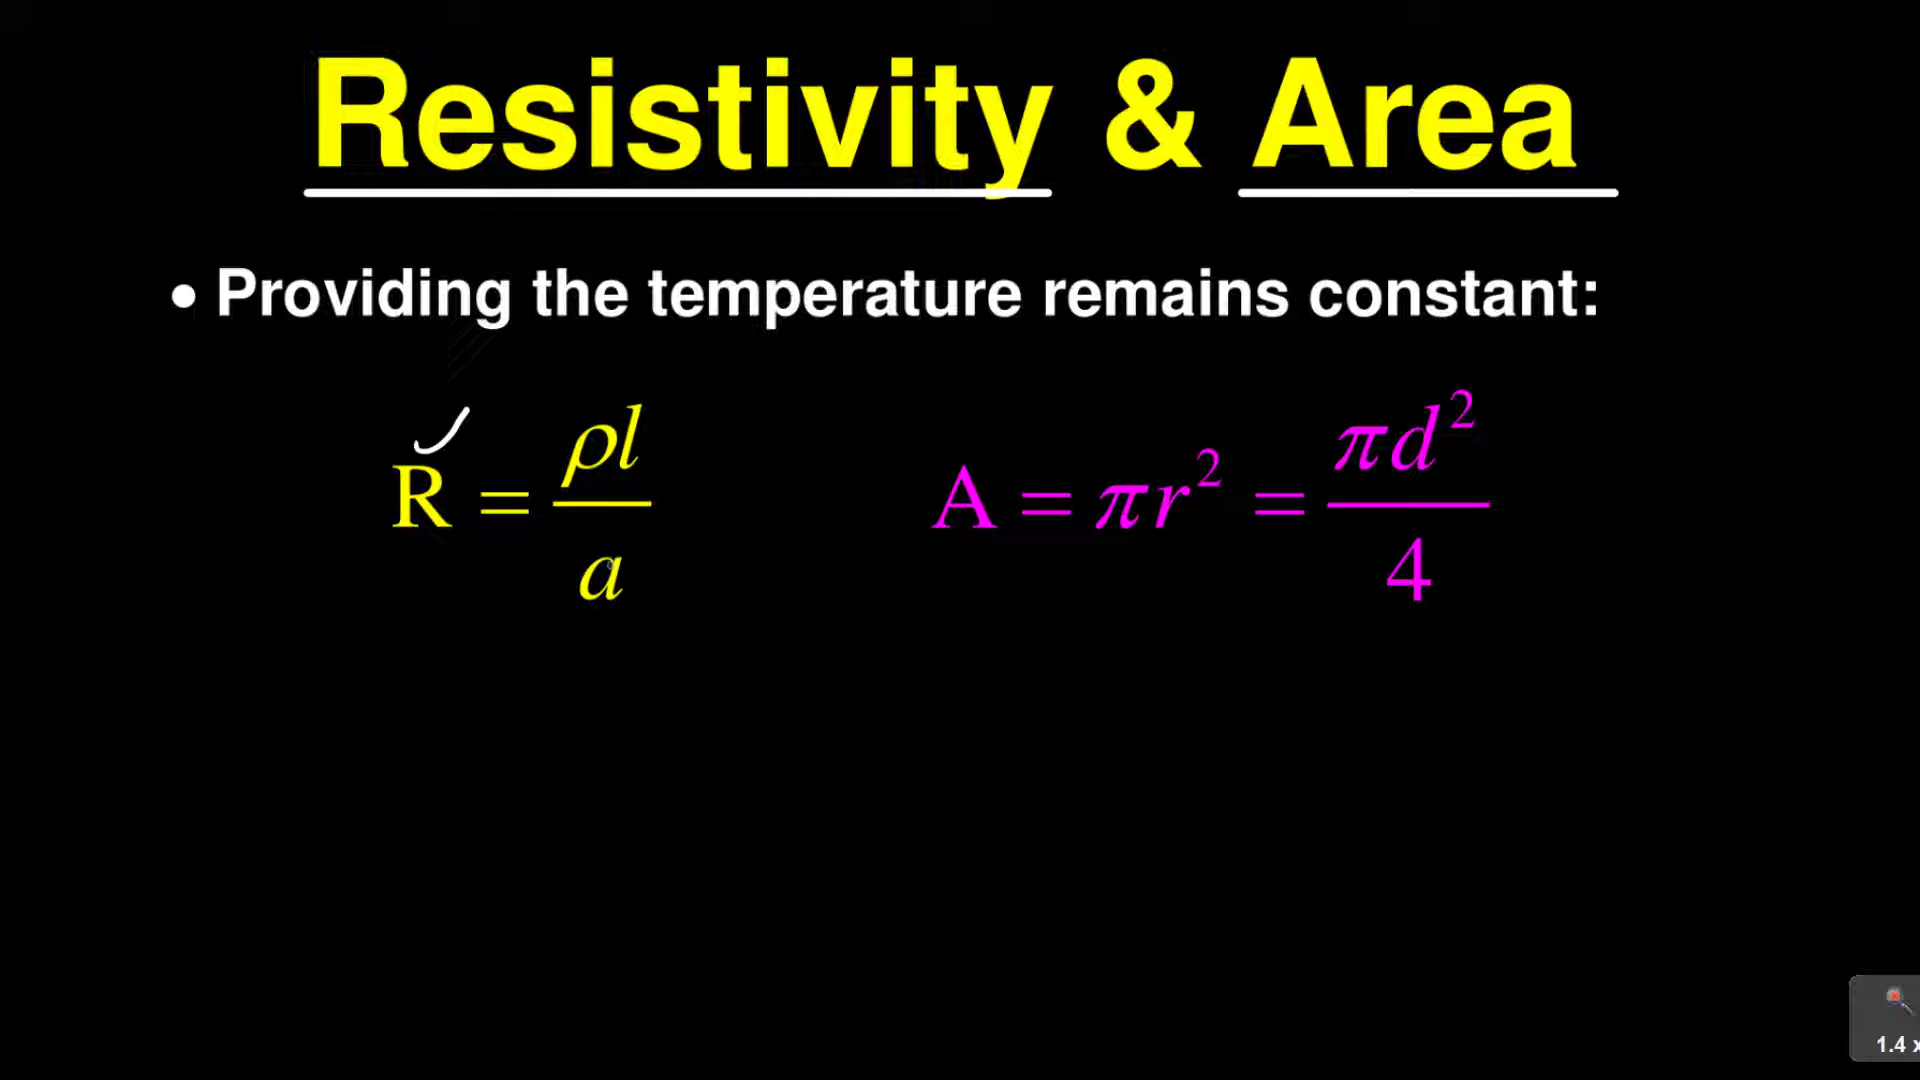 Resistivity & Area
• Providing the temperature remains constant:
R = ρl/a
A = πr² = πd²/4
1.4 x